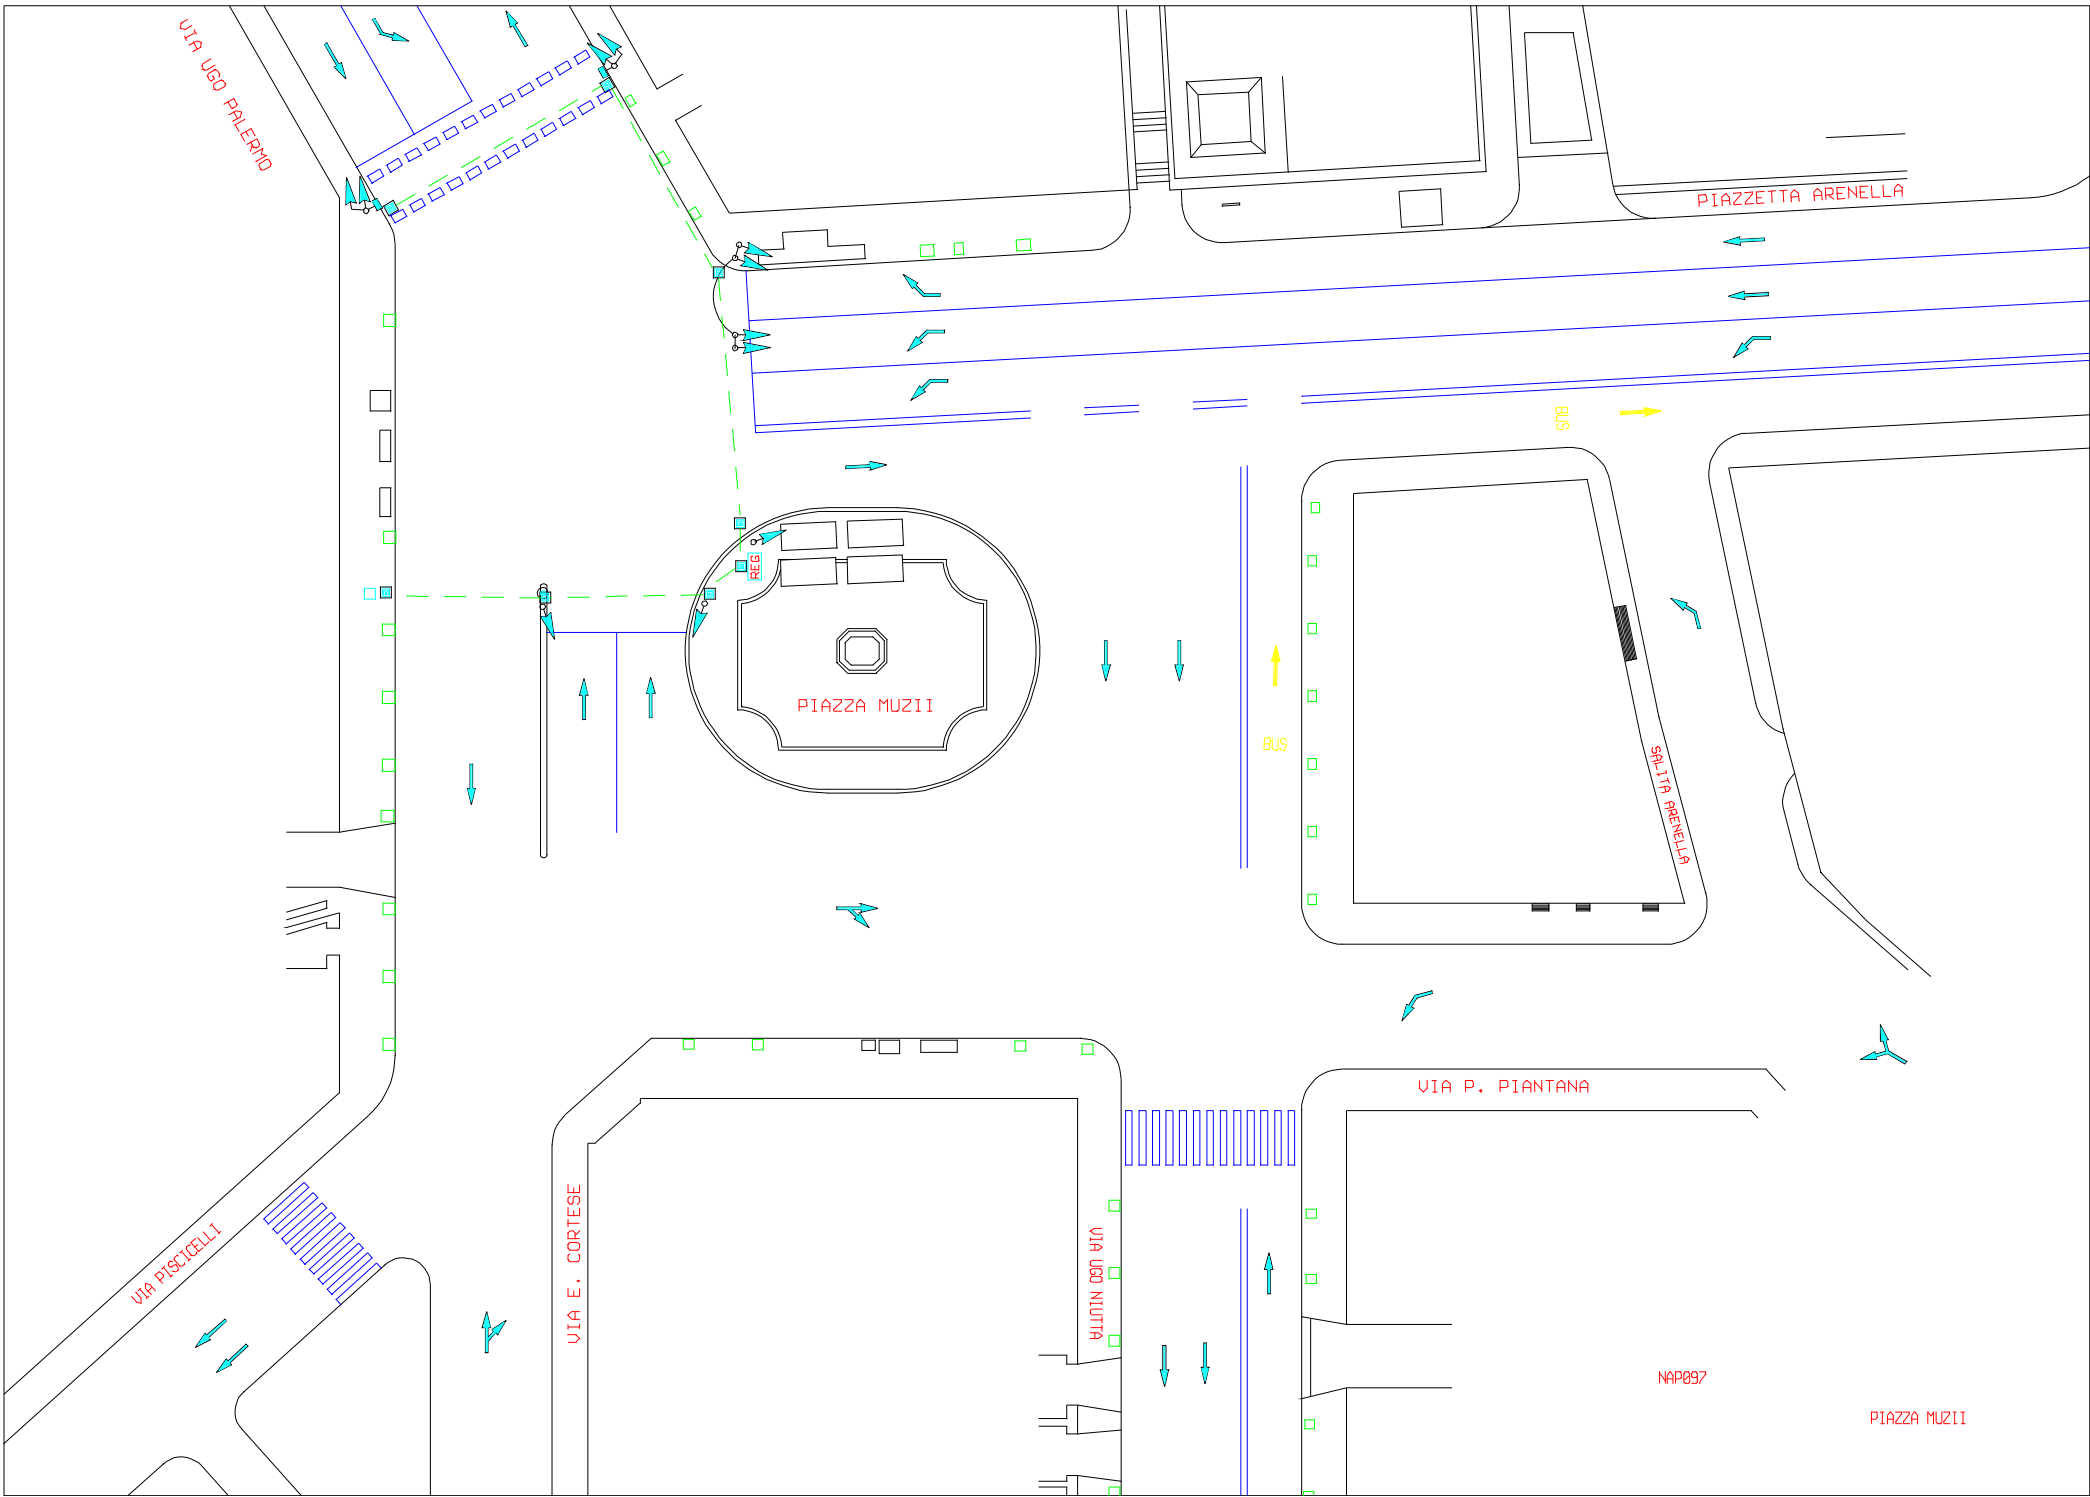 VIA UGO PALERMO
PIAZZETTA ARENELLA
BUS
REG
PIAZZA MUZII
BUS
SALITA ARENELLA
VIA P. PIANTANA
VIA PISCICELLI
VIA E. CORTESE
VIA UGO NIUTTA
NAP097
PIAZZA MUZII